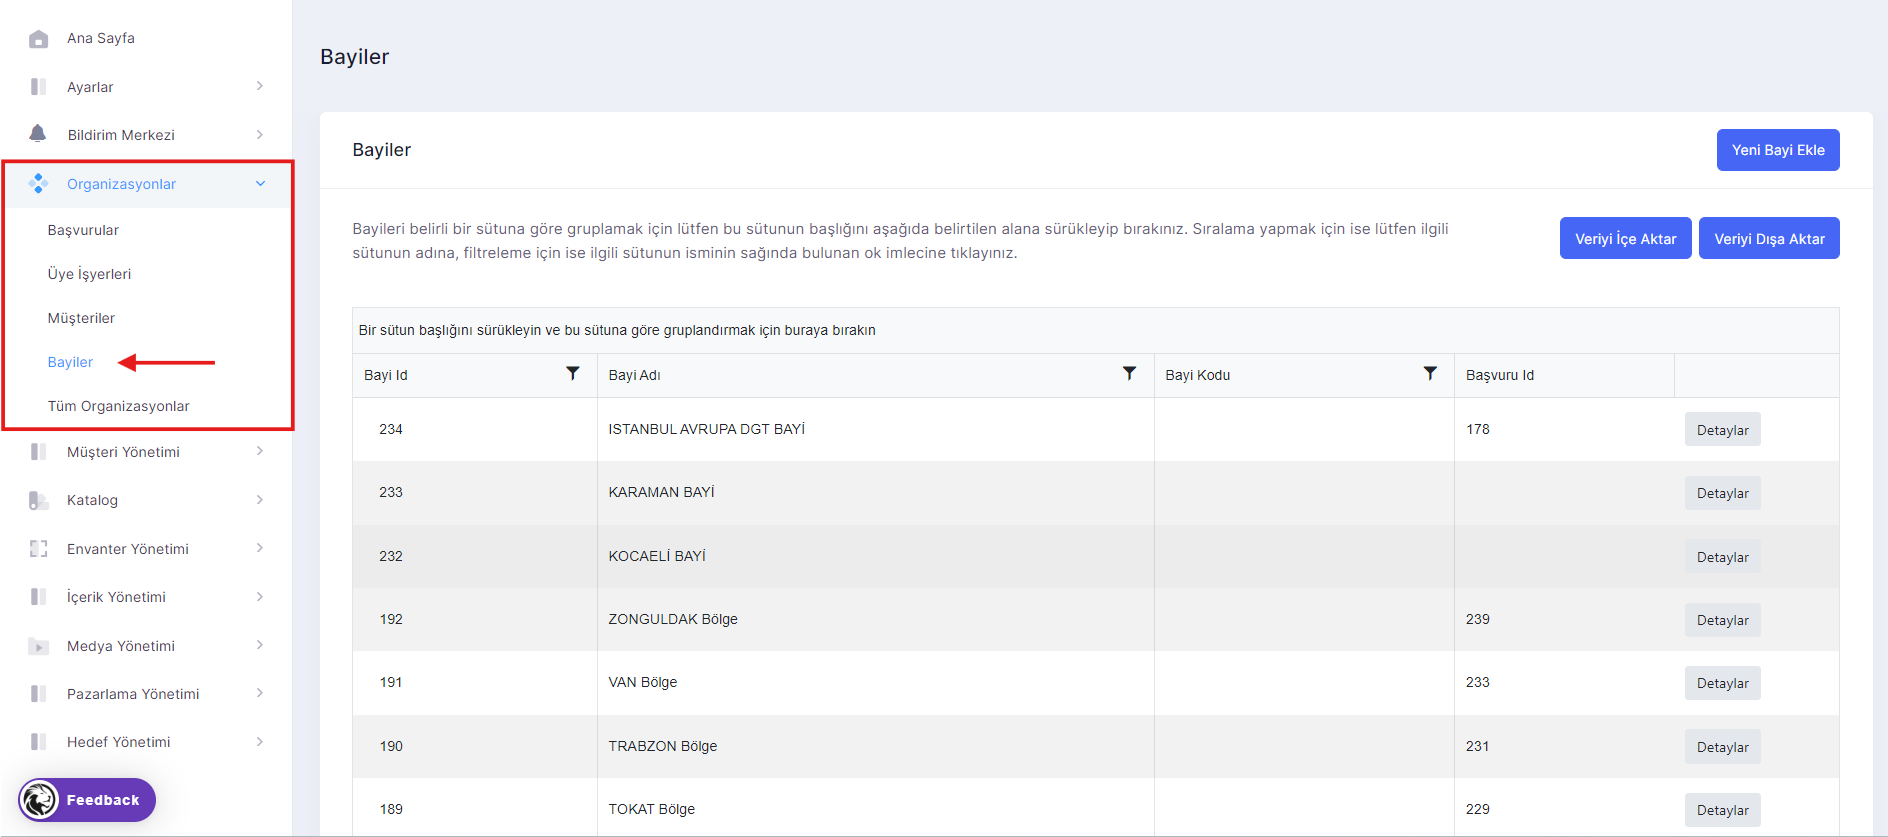 Ana Sayfa
Ayarlar
Bildirim Merkezi
Organizasyonlar
Başvurular
Üye İşyerleri
Müşteriler
Bayiler
Tüm Organizasyonlar
Müşteri Yönetimi
Katalog
Envanter Yönetimi
İçerik Yönetimi
Medya Yönetimi
Pazarlama Yönetimi
Hedef Yönetimi
Feedback
Bayiler
Bayiler
Yeni Bayi Ekle
Bayileri belirli bir sütuna göre gruplamak için lütfen bu sütunun başlığını aşağıda belirtilen alana sürükleyip bırakınız. Sıralama yapmak için ise lütfen ilgili
sütunun adına, filtreleme için ise ilgili sütunun isminin sağında bulunan ok imlecine tıklayınız.
Veriyi İçe Aktar
Veriyi Dışa Aktar
Bir sütun başlığını sürükleyin ve bu sütuna göre gruplandırmak için buraya bırakın
Bayi Id Bayi Adı Bayi Kodu Başvuru Id
234 ISTANBUL AVRUPA DGT BAYİ 178 Detaylar
233 KARAMAN BAYİ Detaylar
232 KOCAELİ BAYİ Detaylar
192 ZONGULDAK Bölge 239 Detaylar
191 VAN Bölge 233 Detaylar
190 TRABZON Bölge 231 Detaylar
189 TOKAT Bölge 229 Detaylar